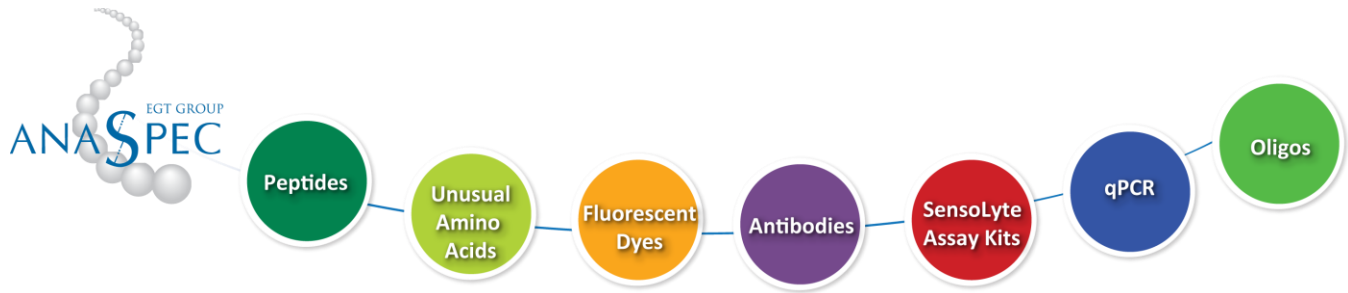 EGT GROUP
ANASPEC
Peptides
Unusual
Amino
Acids
Fluorescent
Dyes
Antibodies
SensoLyte
Assay Kits
qPCR
Oligos